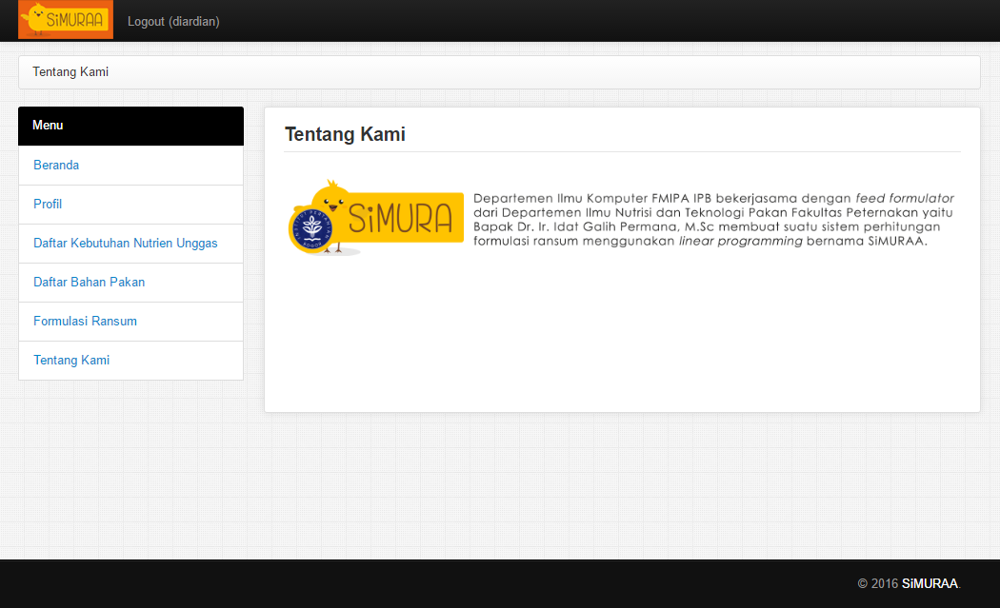 SiMURAA
Logout (diardian)
Tentang Kami
Menu
Beranda
Profil
Daftar Kebutuhan Nutrien Unggas
Daftar Bahan Pakan
Formulasi Ransum
Tentang Kami
Tentang Kami
SiMURA
Departemen Ilmu Komputer FMIPA IPB bekerjasama dengan feed formulator
dari Departemen Ilmu Nutrisi dan Teknologi Pakan Fakultas Peternakan yaitu
Bapak Dr. Ir. Idat Galih Permana, M.Sc membuat suatu sistem perhitungan
formulasi ransum menggunakan linear programming bernama SiMURAA.
© 2016 SiMURAA.